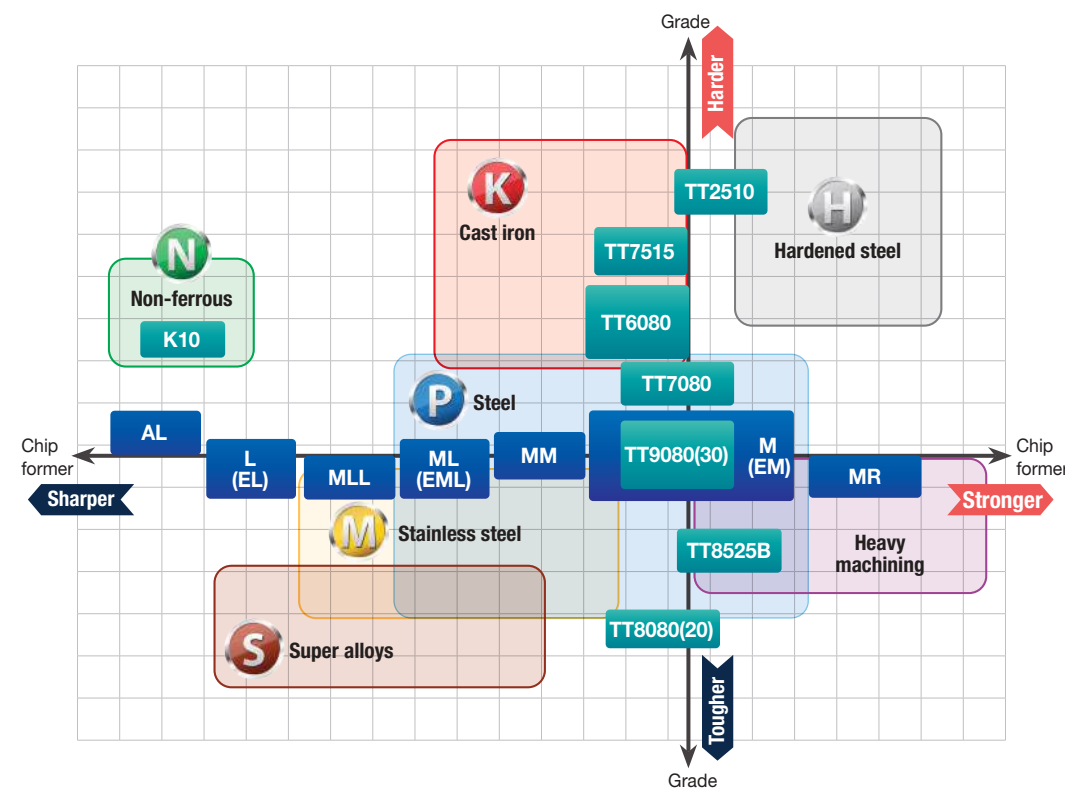 Grade
Harder
K
Cast iron
TT2510
H
Hardened steel
TT7515
N
Non-ferrous
K10
TT6080
TT7080
P
Steel
AL
Chip
former
Sharper
L
(EL)
MLL
ML
(EML)
MM
TT9080(30)
M
(EM)
MR
Chip
former
Stronger
M
Stainless steel
TT8525B
Heavy
machining
S
Super alloys
TT8080(20)
Tougher
Grade